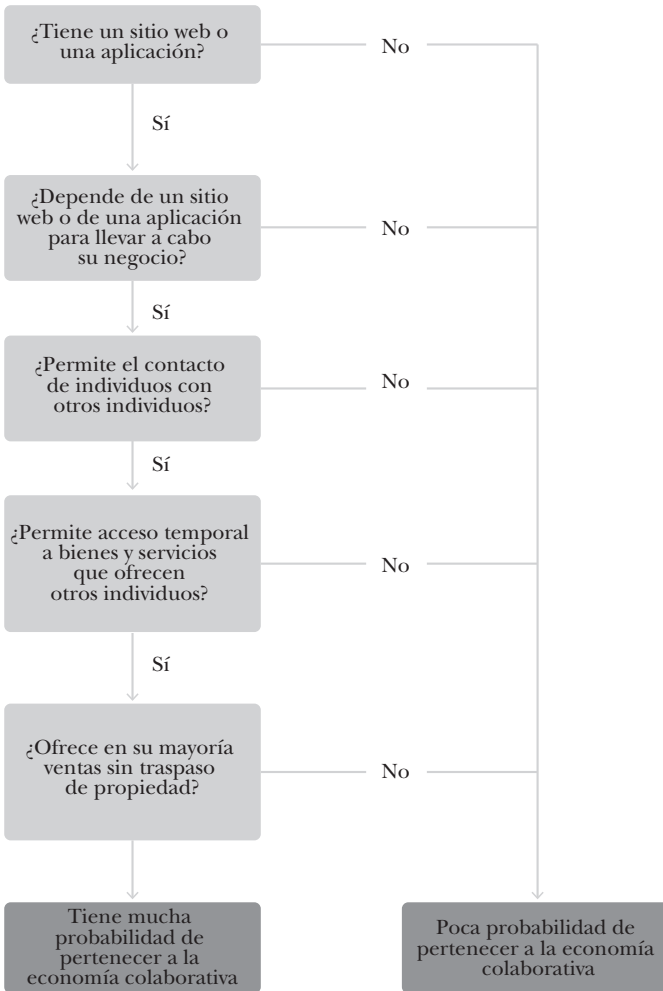 ¿Tiene un sitio web o
una aplicación?
No
Sí
¿Depende de un sitio
web o de una aplicación
para llevar a cabo
su negocio?
No
Sí
¿Permite el contacto
de individuos con
otros individuos?
No
Sí
¿Permite acceso temporal
a bienes y servicios
que ofrecen
otros individuos?
No
Sí
¿Ofrece en su mayoría
ventas sin traspaso
de propiedad?
No
Tiene mucha
probabilidad de
pertenecer a la
economía colaborativa
Poca probabilidad de
pertenecer a la economía
colaborativa